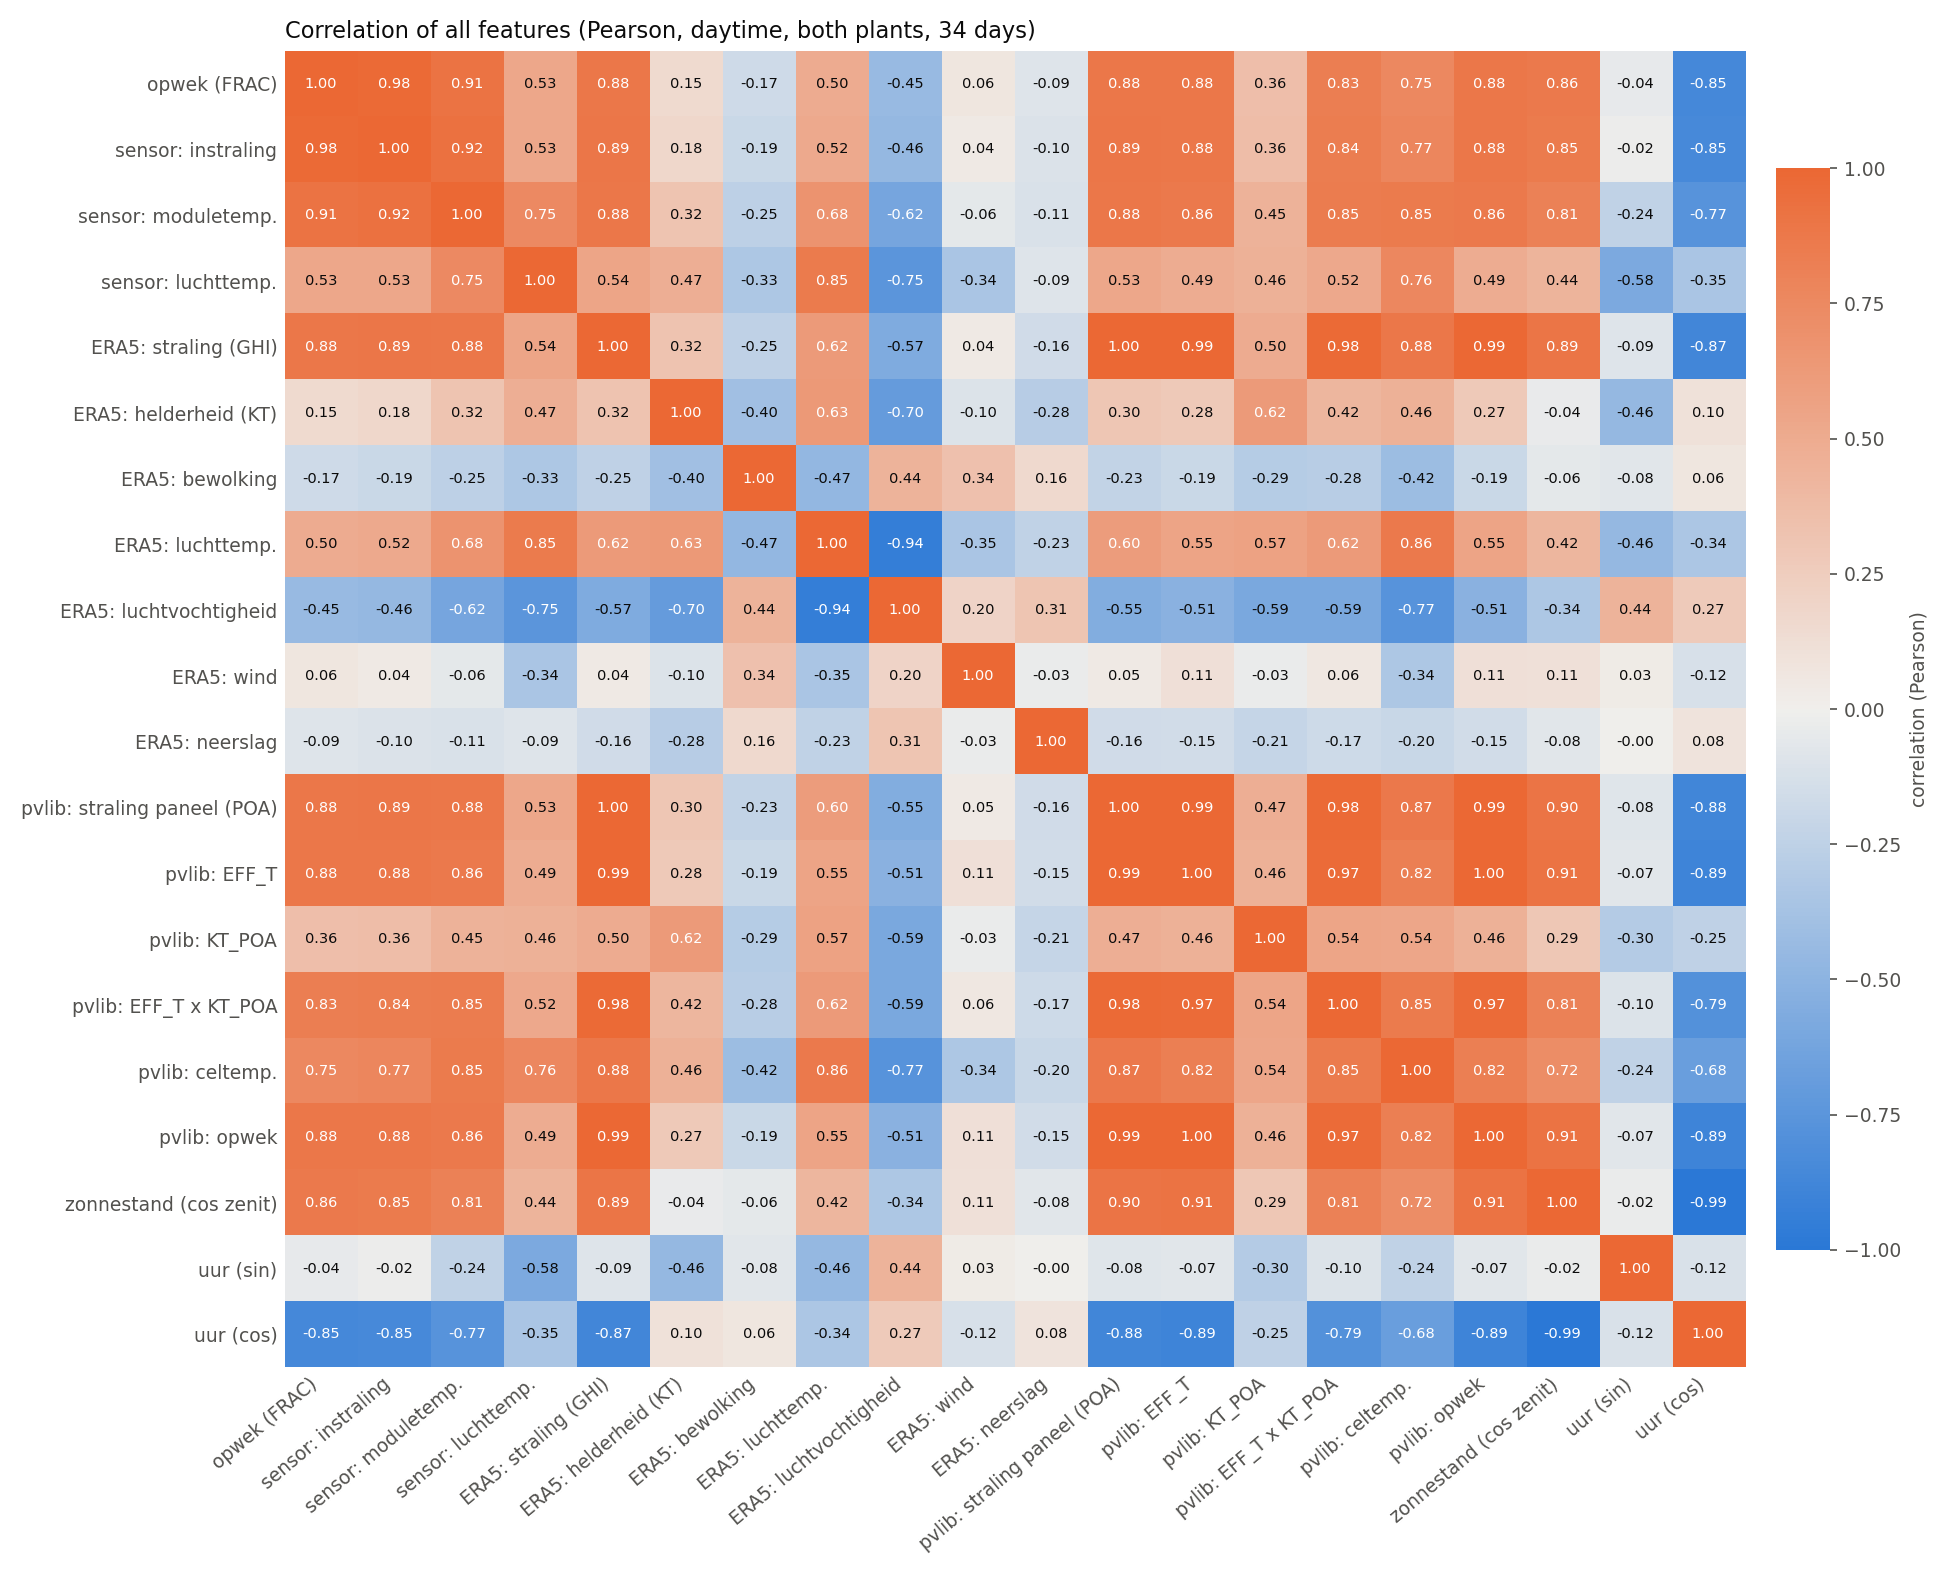 Correlation of all features (Pearson, daytime, both plants, 34 days)
opwek (FRAC) 1.00 0.98 0.91 0.53 0.88 0.15 -0.17 0.50 -0.45 0.06 -0.09 0.88 0.88 0.36 0.83 0.75 0.88 0.86 -0.04 -0.85
sensor: instraling 0.98 1.00 0.92 0.53 0.89 0.18 -0.19 0.52 -0.46 0.04 -0.10 0.89 0.88 0.36 0.84 0.77 0.88 0.85 -0.02 -0.85
sensor: moduletemp. 0.91 0.92 1.00 0.75 0.88 0.32 -0.25 0.68 -0.62 -0.06 -0.11 0.88 0.86 0.45 0.85 0.85 0.86 0.81 -0.24 -0.77
sensor: luchttemp. 0.53 0.53 0.75 1.00 0.54 0.47 -0.33 0.85 -0.75 -0.34 -0.09 0.53 0.49 0.46 0.52 0.76 0.49 0.44 -0.58 -0.35
ERA5: straling (GHI) 0.88 0.89 0.88 0.54 1.00 0.32 -0.25 0.62 -0.57 0.04 -0.16 1.00 0.99 0.50 0.98 0.88 0.99 0.89 -0.09 -0.87
ERA5: helderheid (KT) 0.15 0.18 0.32 0.47 0.32 1.00 -0.40 0.63 -0.70 -0.10 -0.28 0.30 0.28 0.62 0.42 0.46 0.27 -0.04 -0.46 0.10
ERA5: bewolking -0.17 -0.19 -0.25 -0.33 -0.25 -0.40 1.00 -0.47 0.44 0.34 0.16 -0.23 -0.19 -0.29 -0.28 -0.42 -0.19 -0.06 -0.08 0.06
ERA5: luchttemp. 0.50 0.52 0.68 0.85 0.62 0.63 -0.47 1.00 -0.94 -0.35 -0.23 0.60 0.55 0.57 0.62 0.86 0.55 0.42 -0.46 -0.34
ERA5: luchtvochtigheid -0.45 -0.46 -0.62 -0.75 -0.57 -0.70 0.44 -0.94 1.00 0.20 0.31 -0.55 -0.51 -0.59 -0.59 -0.77 -0.51 -0.34 0.44 0.27
ERA5: wind 0.06 0.04 -0.06 -0.34 0.04 -0.10 0.34 -0.35 0.20 1.00 -0.03 0.05 0.11 -0.03 0.06 -0.34 0.11 0.11 0.03 -0.12
ERA5: neerslag -0.09 -0.10 -0.11 -0.09 -0.16 -0.28 0.16 -0.23 0.31 -0.03 1.00 -0.16 -0.15 -0.21 -0.17 -0.20 -0.15 -0.08 -0.00 0.08
pvlib: straling paneel (POA) 0.88 0.89 0.88 0.53 1.00 0.30 -0.23 0.60 -0.55 0.05 -0.16 1.00 0.99 0.47 0.98 0.87 0.99 0.90 -0.08 -0.88
pvlib: EFF_T 0.88 0.88 0.86 0.49 0.99 0.28 -0.19 0.55 -0.51 0.11 -0.15 0.99 1.00 0.46 0.97 0.82 1.00 0.91 -0.07 -0.89
pvlib: KT_POA 0.36 0.36 0.45 0.46 0.50 0.62 -0.29 0.57 -0.59 -0.03 -0.21 0.47 0.46 1.00 0.54 0.54 0.46 0.29 -0.30 -0.25
pvlib: EFF_T x KT_POA 0.83 0.84 0.85 0.52 0.98 0.42 -0.28 0.62 -0.59 0.06 -0.17 0.98 0.97 0.54 1.00 0.85 0.97 0.81 -0.10 -0.79
pvlib: celtemp. 0.75 0.77 0.85 0.76 0.88 0.46 -0.42 0.86 -0.77 -0.34 -0.20 0.87 0.82 0.54 0.85 1.00 0.82 0.72 -0.24 -0.68
pvlib: opwek 0.88 0.88 0.86 0.49 0.99 0.27 -0.19 0.55 -0.51 0.11 -0.15 0.99 1.00 0.46 0.97 0.82 1.00 0.91 -0.07 -0.89
zonnestand (cos zenit) 0.86 0.85 0.81 0.44 0.89 -0.04 -0.06 0.42 -0.34 0.11 -0.08 0.90 0.91 0.29 0.81 0.72 0.91 1.00 -0.02 -0.99
uur (sin) -0.04 -0.02 -0.24 -0.58 -0.09 -0.46 -0.08 -0.46 0.44 0.03 -0.00 -0.08 -0.07 -0.30 -0.10 -0.24 -0.07 -0.02 1.00 -0.12
uur (cos) -0.85 -0.85 -0.77 -0.35 -0.87 0.10 0.06 -0.34 0.27 -0.12 0.08 -0.88 -0.89 -0.25 -0.79 -0.68 -0.89 -0.99 -0.12 1.00
opwek (FRAC)
sensor: instraling
sensor: moduletemp.
sensor: luchttemp.
ERA5: straling (GHI)
ERA5: helderheid (KT)
ERA5: bewolking
ERA5: luchttemp.
ERA5: luchtvochtigheid
ERA5: wind
ERA5: neerslag
pvlib: straling paneel (POA)
pvlib: EFF_T
pvlib: KT_POA
pvlib: EFF_T x KT_POA
pvlib: celtemp.
pvlib: opwek
zonnestand (cos zenit)
uur (sin)
uur (cos)
1.00
0.75
0.50
0.25
0.00
−0.25
−0.50
−0.75
−1.00
correlation (Pearson)